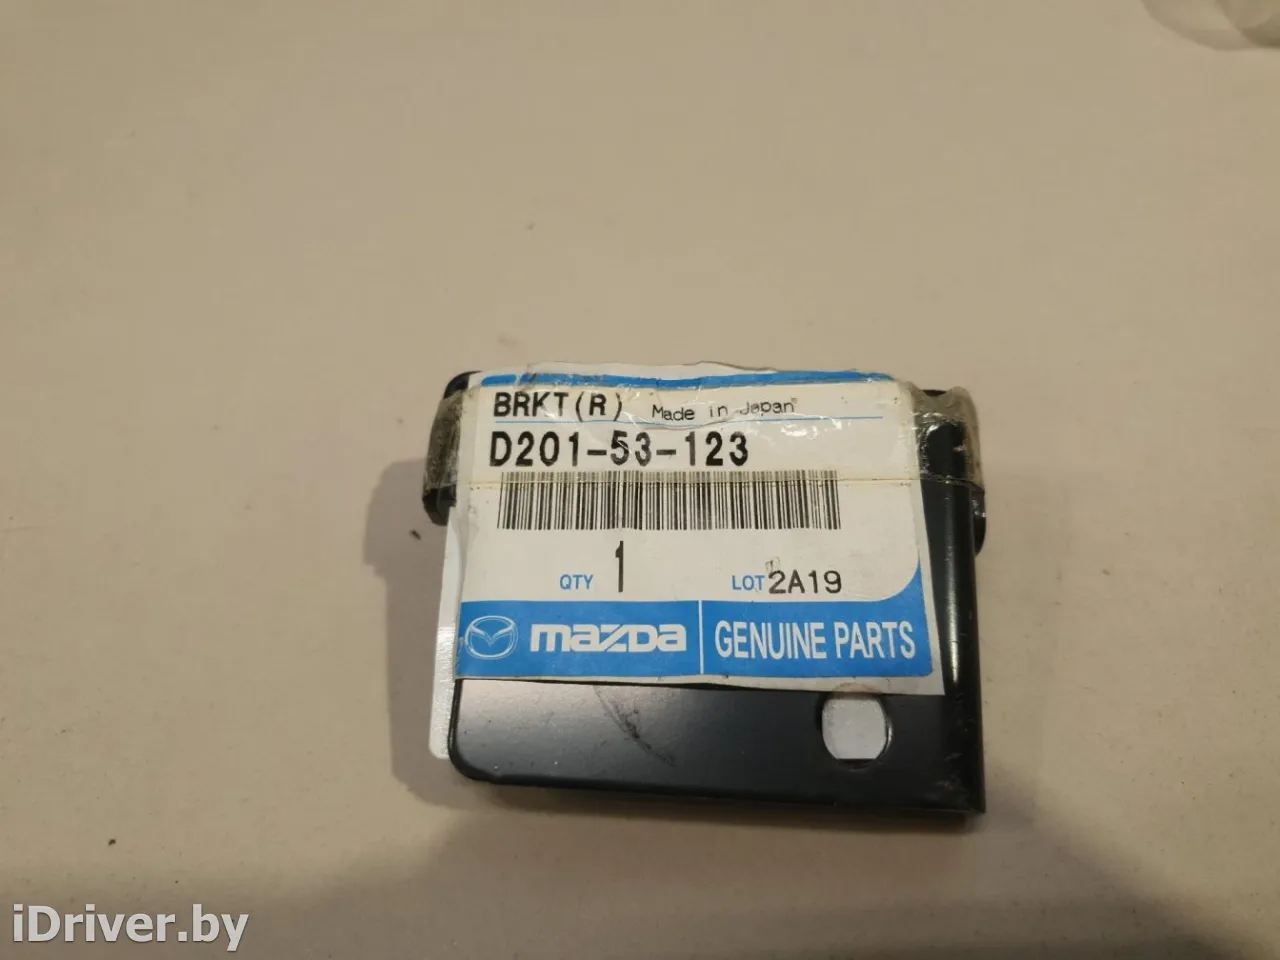 BRKT(R) Made in Japan
D201-53-123
QTY 1 LOT 2A19
mazda GENUINE PARTS
iDriver.by